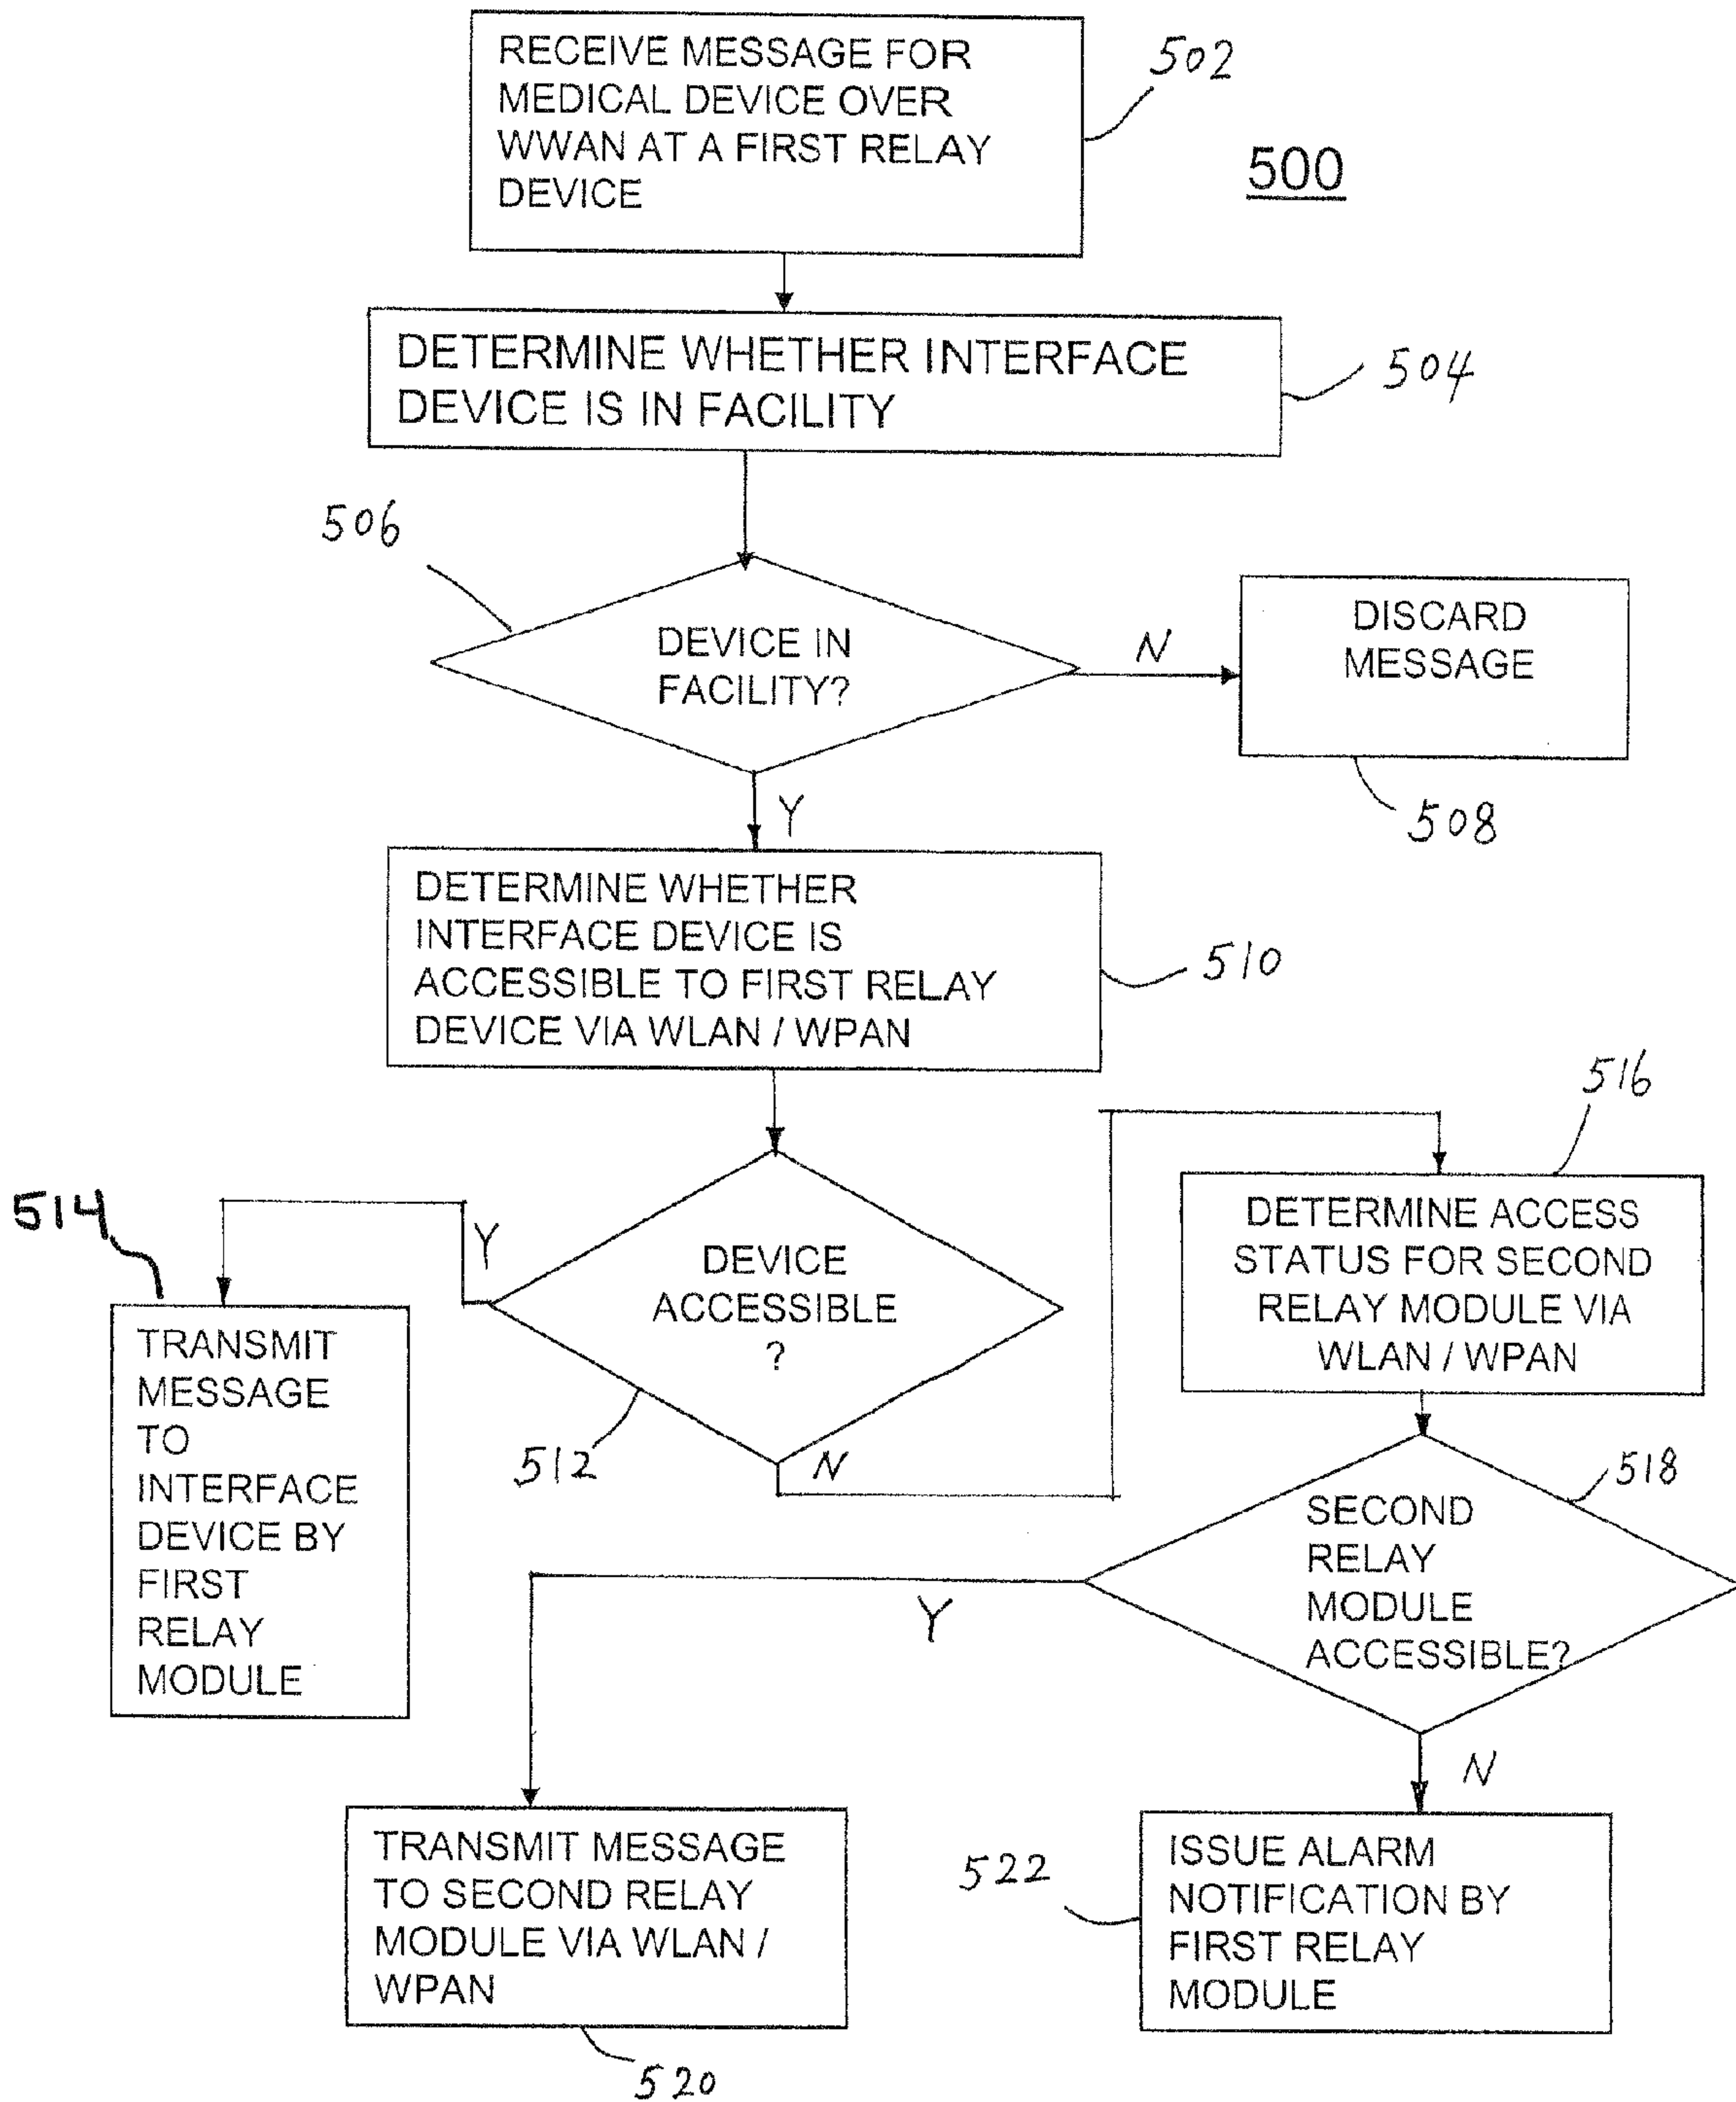 RECEIVE MESSAGE FOR
MEDICAL DEVICE OVER
WWAN AT A FIRST RELAY
DEVICE
502
500
DETERMINE WHETHER INTERFACE
DEVICE IS IN FACILITY
504
506
DEVICE IN
FACILITY?
N
DISCARD
MESSAGE
508
Y
DETERMINE WHETHER
INTERFACE DEVICE IS
ACCESSIBLE TO FIRST RELAY
DEVICE VIA WLAN / WPAN
510
516
514
Y
DEVICE
ACCESSIBLE
?
512
N
DETERMINE ACCESS
STATUS FOR SECOND
RELAY MODULE VIA
WLAN / WPAN
TRANSMIT
MESSAGE
TO
INTERFACE
DEVICE BY
FIRST
RELAY
MODULE
518
SECOND
RELAY
MODULE
ACCESSIBLE?
Y
N
TRANSMIT MESSAGE
TO SECOND RELAY
MODULE VIA WLAN /
WPAN
520
522
ISSUE ALARM
NOTIFICATION BY
FIRST RELAY
MODULE